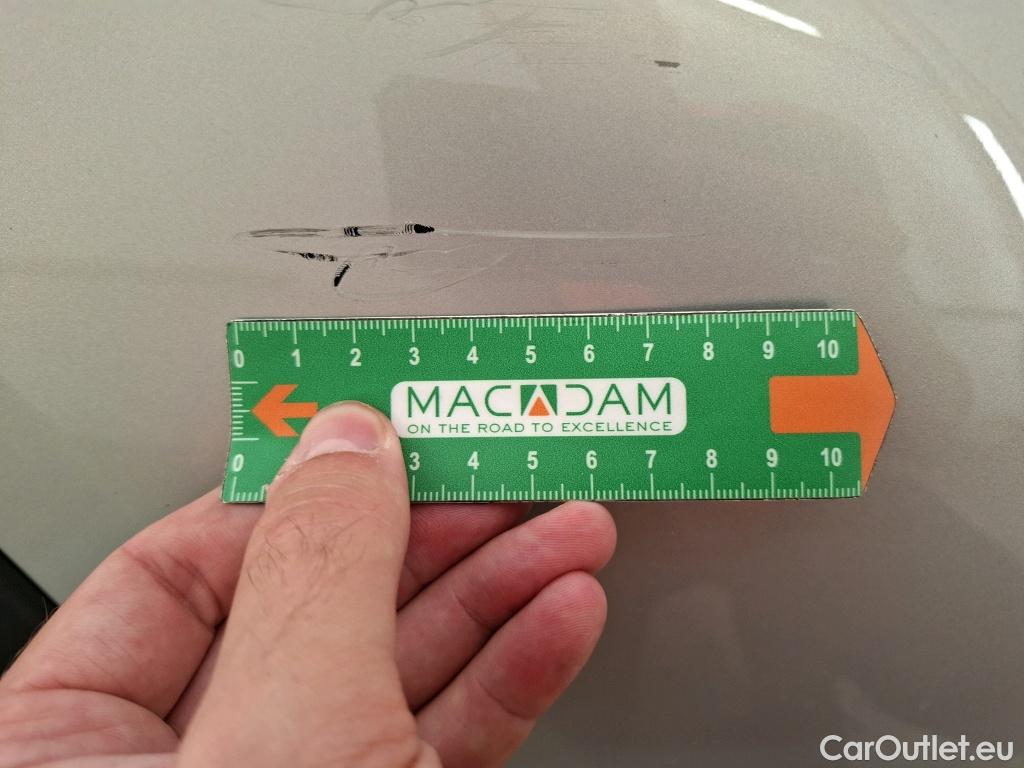 0 1 2 3 4 5 6 7 8 9 10
MACADAM
ON THE ROAD TO EXCELLENCE
0 3 4 5 6 7 8 9 10
CarOutlet.eu